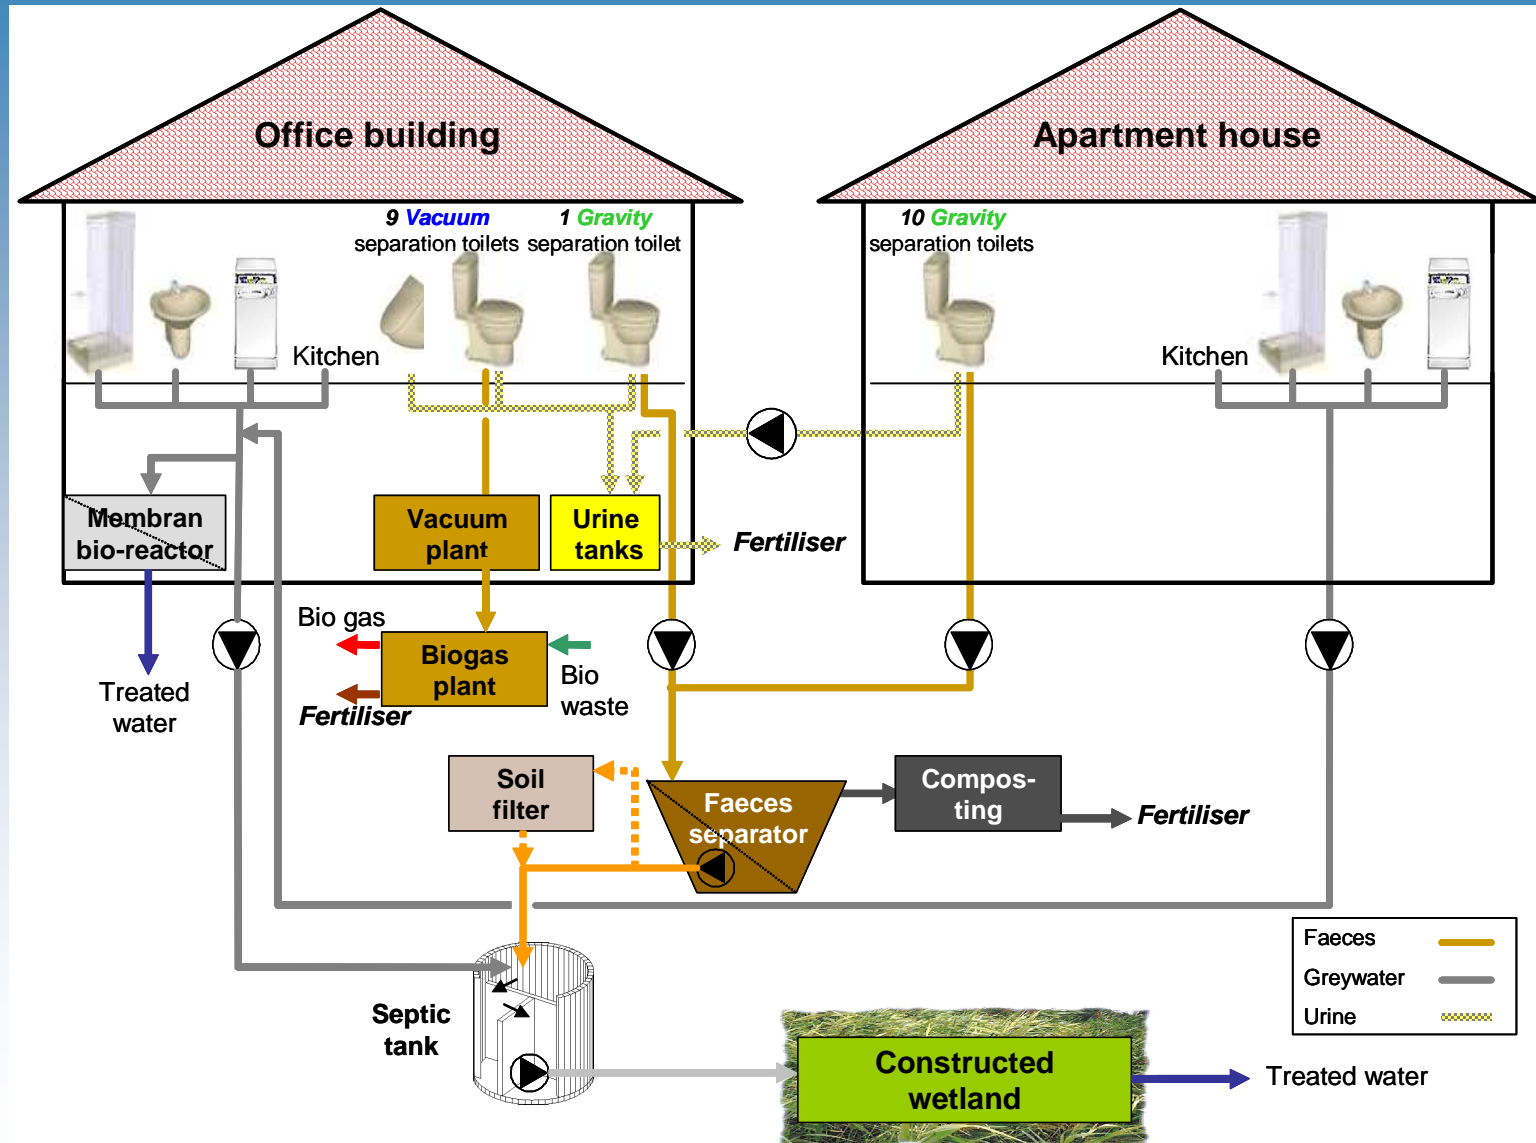 Office building
Apartment house
9 Vacuum
separation toilets
1 Gravity
separation toilet
10 Gravity
separation toilets
Kitchen
Kitchen
Membran
bio-reactor
Vacuum
plant
Urine
tanks
Fertiliser
Bio gas
Biogas
plant
Bio
waste
Fertiliser
Treated
water
Soil
filter
Faeces
separator
Compos-
ting
Fertiliser
Septic
tank
Faeces
Greywater
Urine
Constructed
wetland
Treated water